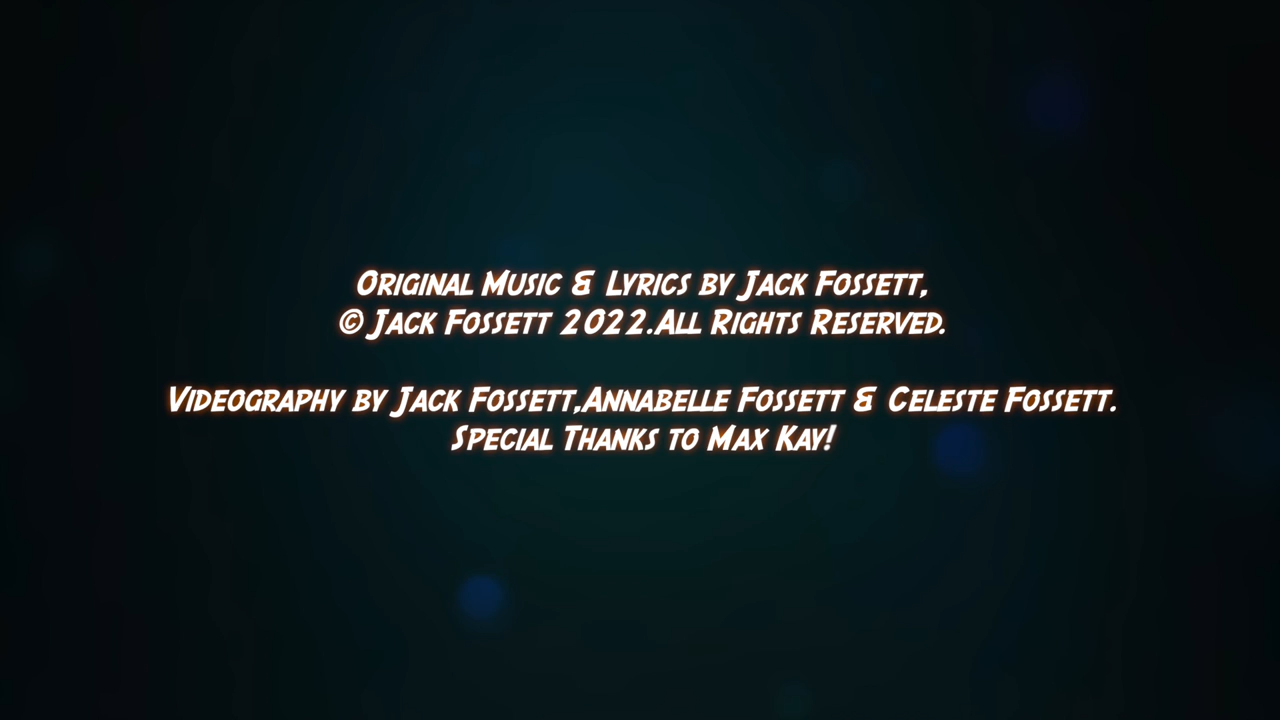 Original Music & Lyrics by Jack Fossett,
© Jack Fossett 2022.All Rights Reserved.
Videography by Jack Fossett,Annabelle Fossett & Celeste Fossett.
Special Thanks to Max Kay!